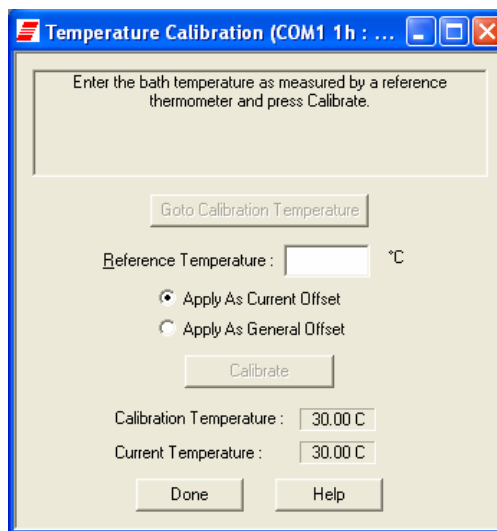 Temperature Calibration (COM1 1h : ...
Enter the bath temperature as measured by a reference
thermometer and press Calibrate.
Goto Calibration Temperature
Reference Temperature : °C
Apply As Current Offset
Apply As General Offset
Calibrate
Calibration Temperature : 30.00 C
Current Temperature : 30.00 C
Done Help